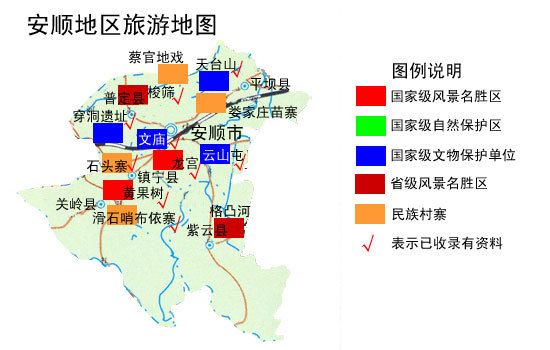 安顺地区旅游地图
蔡官地戏
天台山
平坝县
梭筛
普定县
娄家庄苗寨
穿洞遗址
安顺市
文庙
云山屯
石头寨
龙宫
镇宁县
黄果树
关岭县
格凸河
滑石哨布依寨
紫云县
图例说明
国家级风景名胜区
国家级自然保护区
国家级文物保护单位
省级风景名胜区
民族村寨
表示已收录有资料